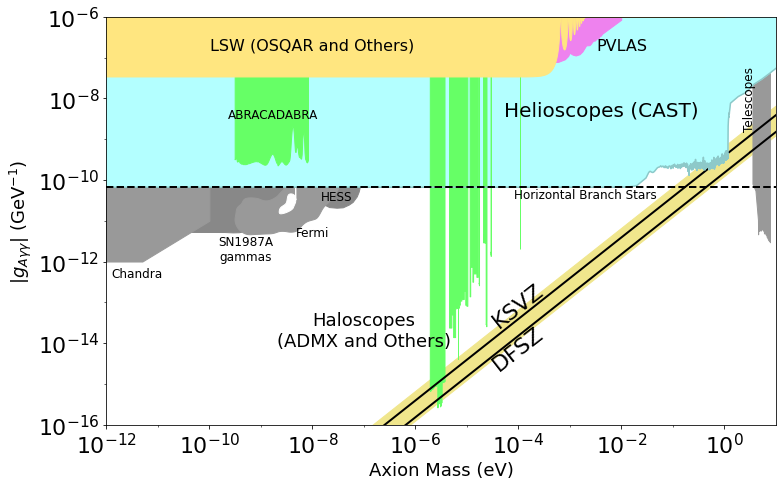 10⁻⁶
10⁻⁸
10⁻¹⁰
10⁻¹²
10⁻¹⁴
10⁻¹⁶
|g_Aγγ| (GeV⁻¹)
LSW (OSQAR and Others)
PVLAS
ABRACADABRA
Helioscopes (CAST)
Telescopes
HESS
Horizontal Branch Stars
Fermi
SN1987A
gammas
Chandra
Haloscopes
(ADMX and Others)
KSVZ
DFSZ
10⁻¹² 10⁻¹⁰ 10⁻⁸ 10⁻⁶ 10⁻⁴ 10⁻² 10⁰
Axion Mass (eV)